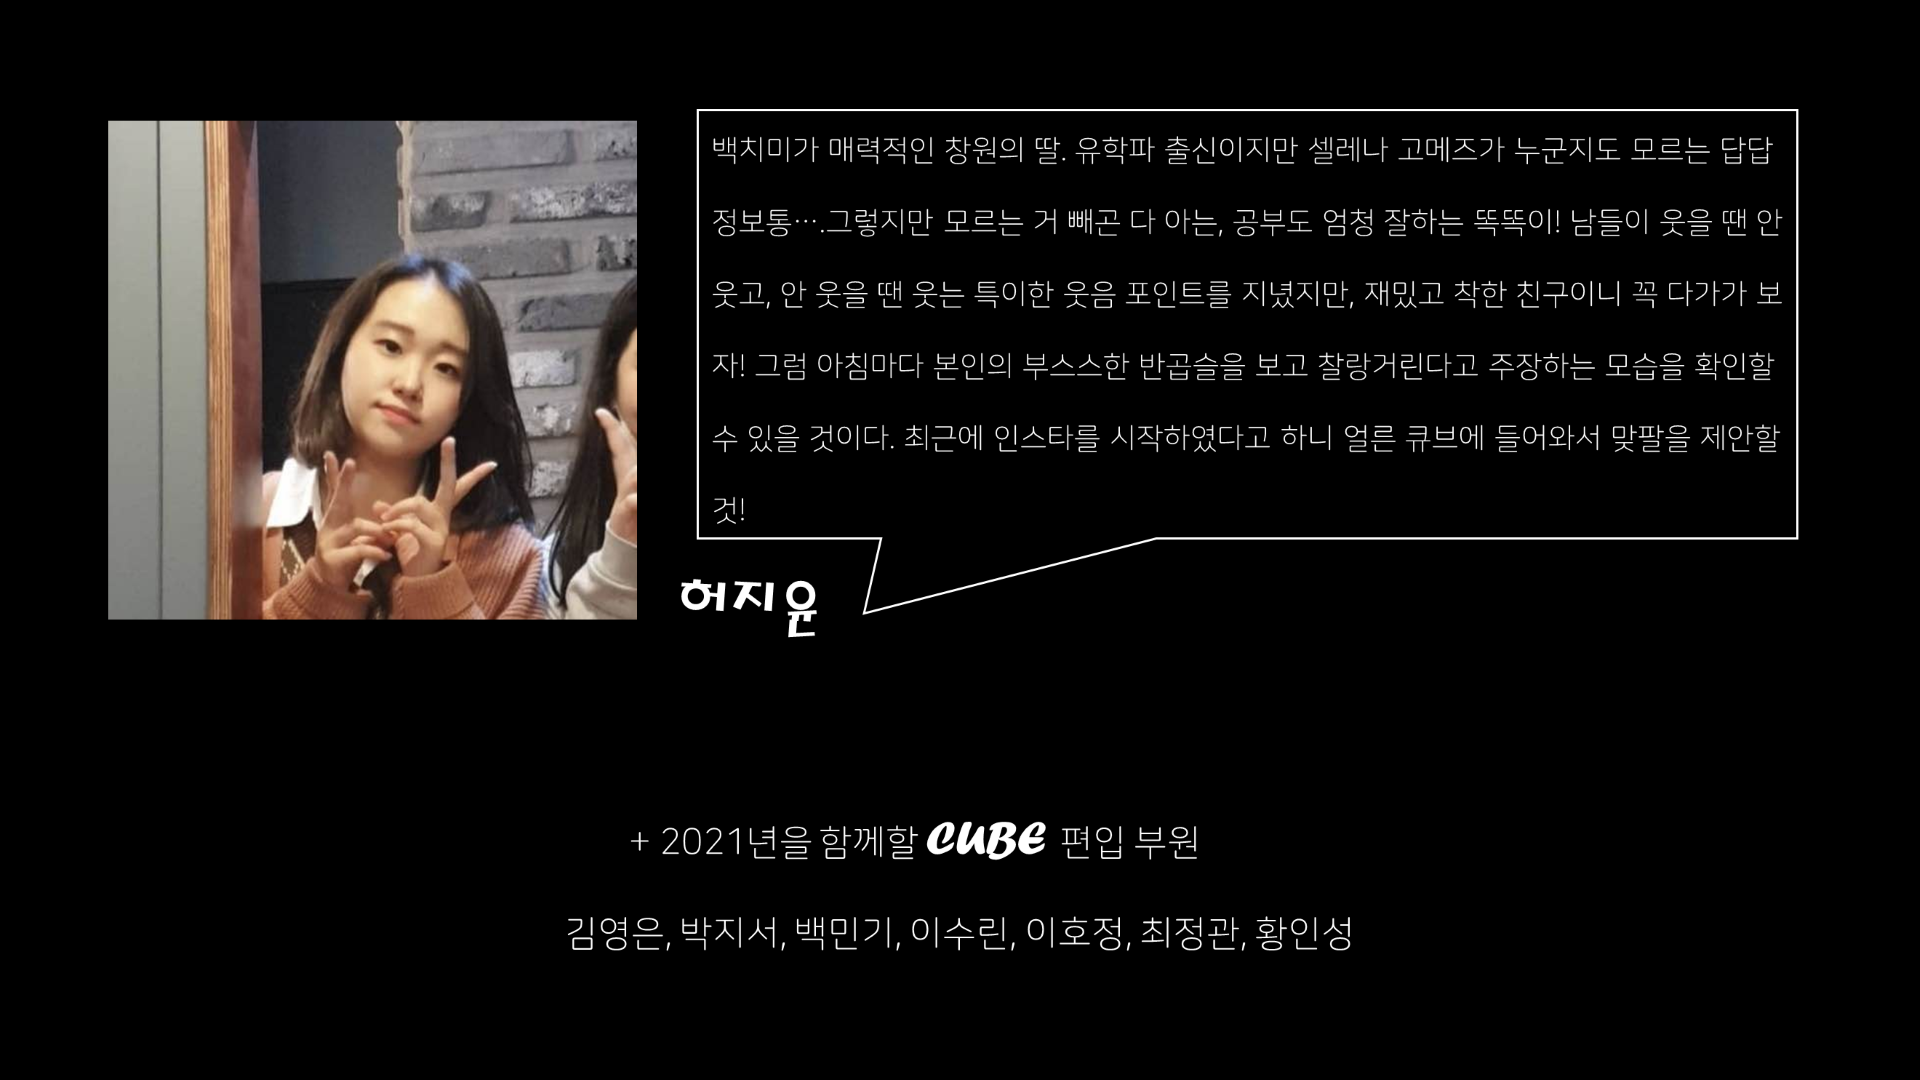 백치미가 매력적인 창원의 딸. 유학파 출신이지만 셀레나 고메즈가 누군지도 모르는 답답
정보통….그렇지만 모르는 거 빼곤 다 아는, 공부도 엄청 잘하는 똑똑이! 남들이 웃을 땐 안
웃고, 안 웃을 땐 웃는 특이한 웃음 포인트를 지녔지만, 재밌고 착한 친구이니 꼭 다가가 보
자! 그럼 아침마다 본인의 부스스한 반곱슬을 보고 찰랑거린다고 주장하는 모습을 확인할
수 있을 것이다. 최근에 인스타를 시작하였다고 하니 얼른 큐브에 들어와서 맞팔을 제안할
것!
허지윤
+ 2021년을 함께할 CUBE 편입 부원
김영은, 박지서, 백민기, 이수린, 이호정, 최정관, 황인성